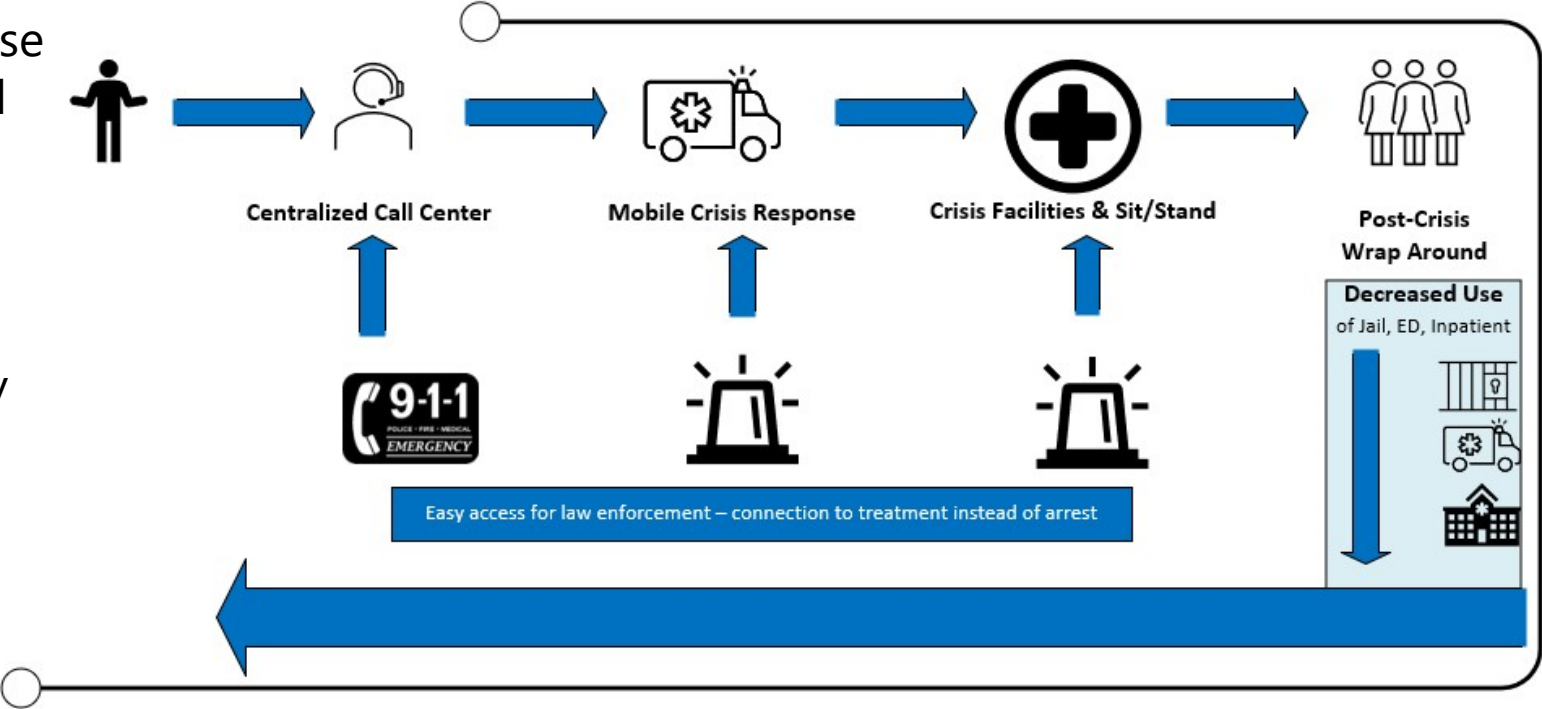 se
Centralized Call Center
Mobile Crisis Response
Crisis Facilities & Sit/Stand
Post-Crisis
Wrap Around
Decreased Use
of Jail, ED, Inpatient
9-1-1
POLICE • FIRE • MEDICAL
EMERGENCY
Easy access for law enforcement – connection to treatment instead of arrest